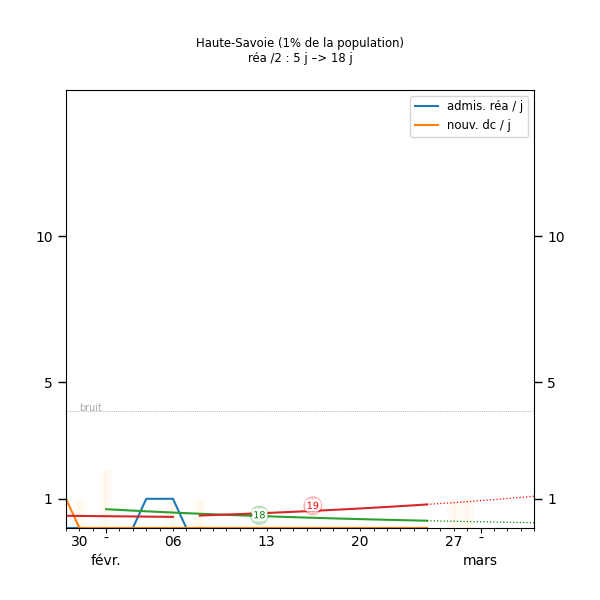 Haute-Savoie (1% de la population)
réa /2 : 5 j –> 18 j
admis. réa / j
nouv. dc / j
10 10
5 5
bruit
19
18
1 1
30 - 06 13 20 27 -
févr. mars